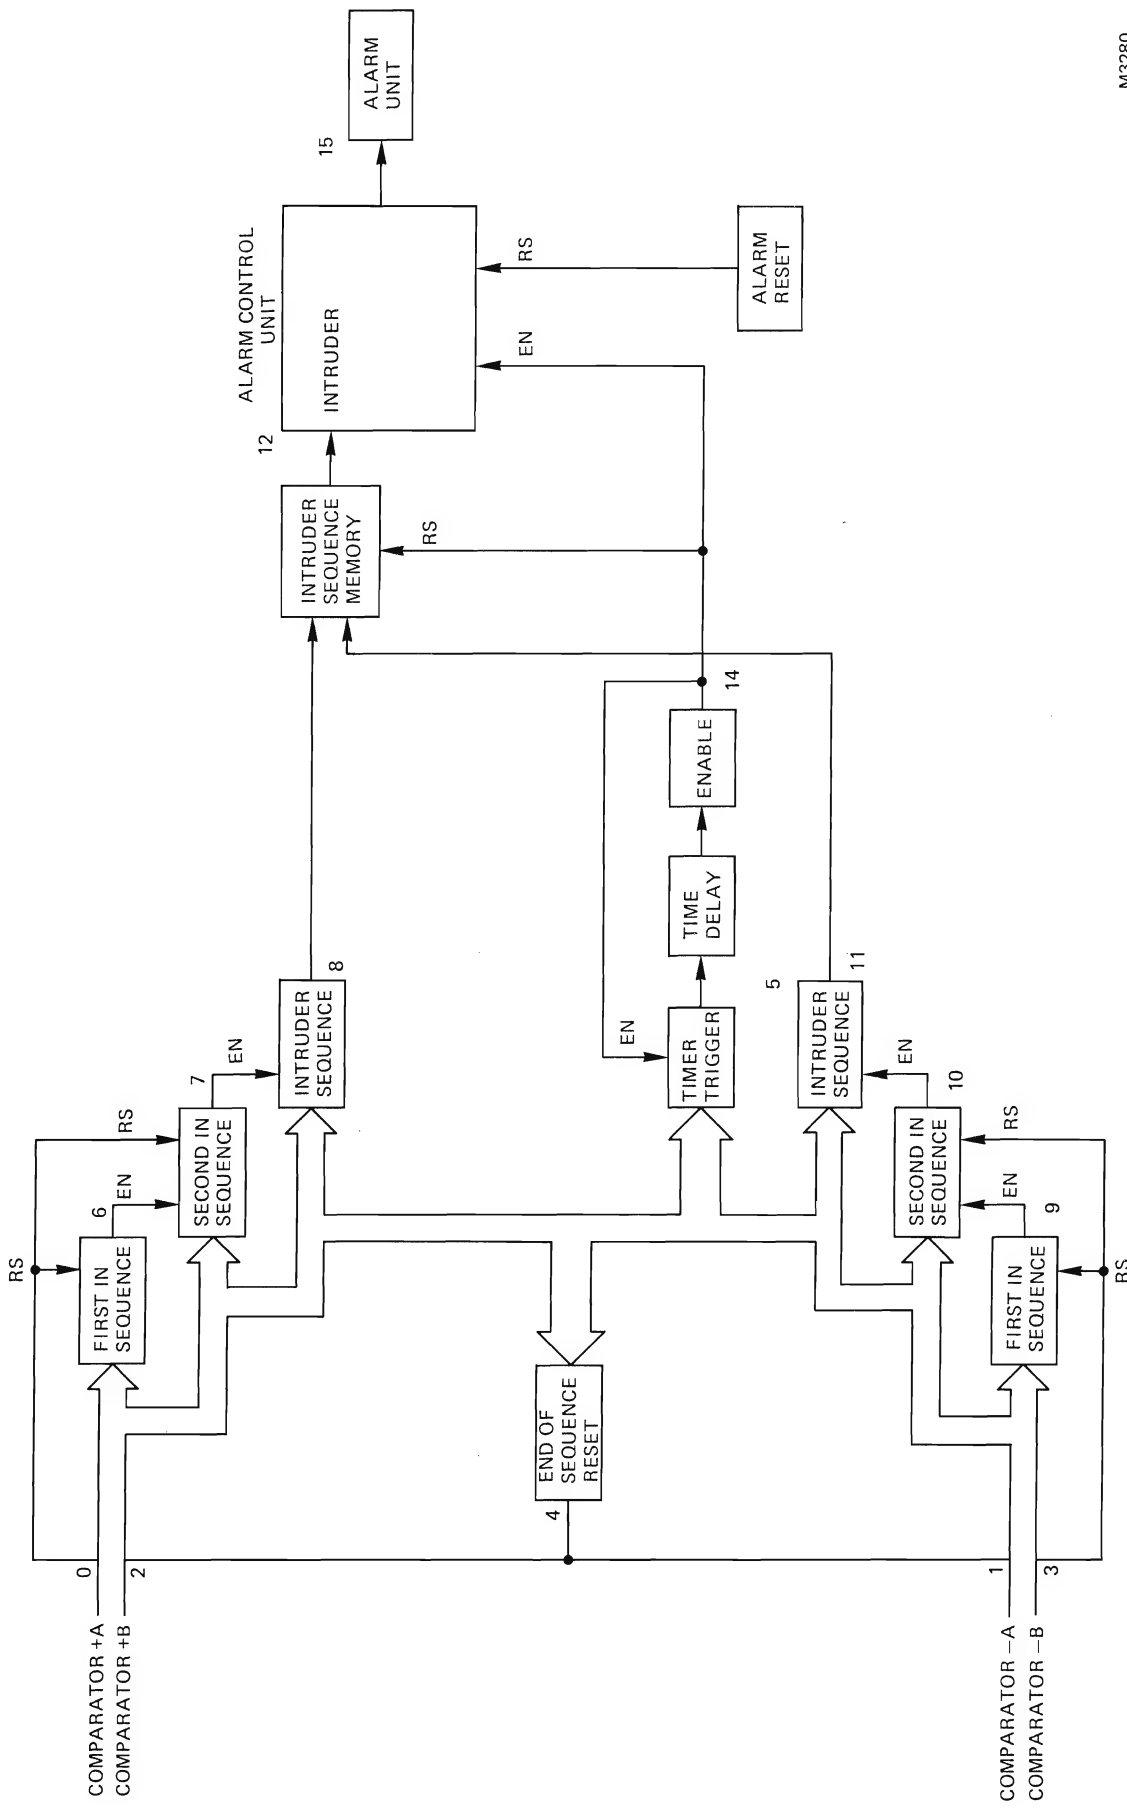 COMPARATOR +A
COMPARATOR +B
0
2
RS
FIRST IN
SEQUENCE
6
EN
RS
SECOND IN
SEQUENCE
7
EN
INTRUDER
SEQUENCE
8
INTRUDER
SEQUENCE
MEMORY
RS
12
ALARM CONTROL
UNIT
INTRUDER
EN
RS
15
ALARM
UNIT
ALARM
RESET
4
END OF
SEQUENCE
RESET
EN
TIMER
TRIGGER
TIME
DELAY
ENABLE
14
COMPARATOR −A
COMPARATOR −B
1
3
FIRST IN
SEQUENCE
RS
9
EN
SECOND IN
SEQUENCE
RS
10
EN
INTRUDER
SEQUENCE
5
11
M3280